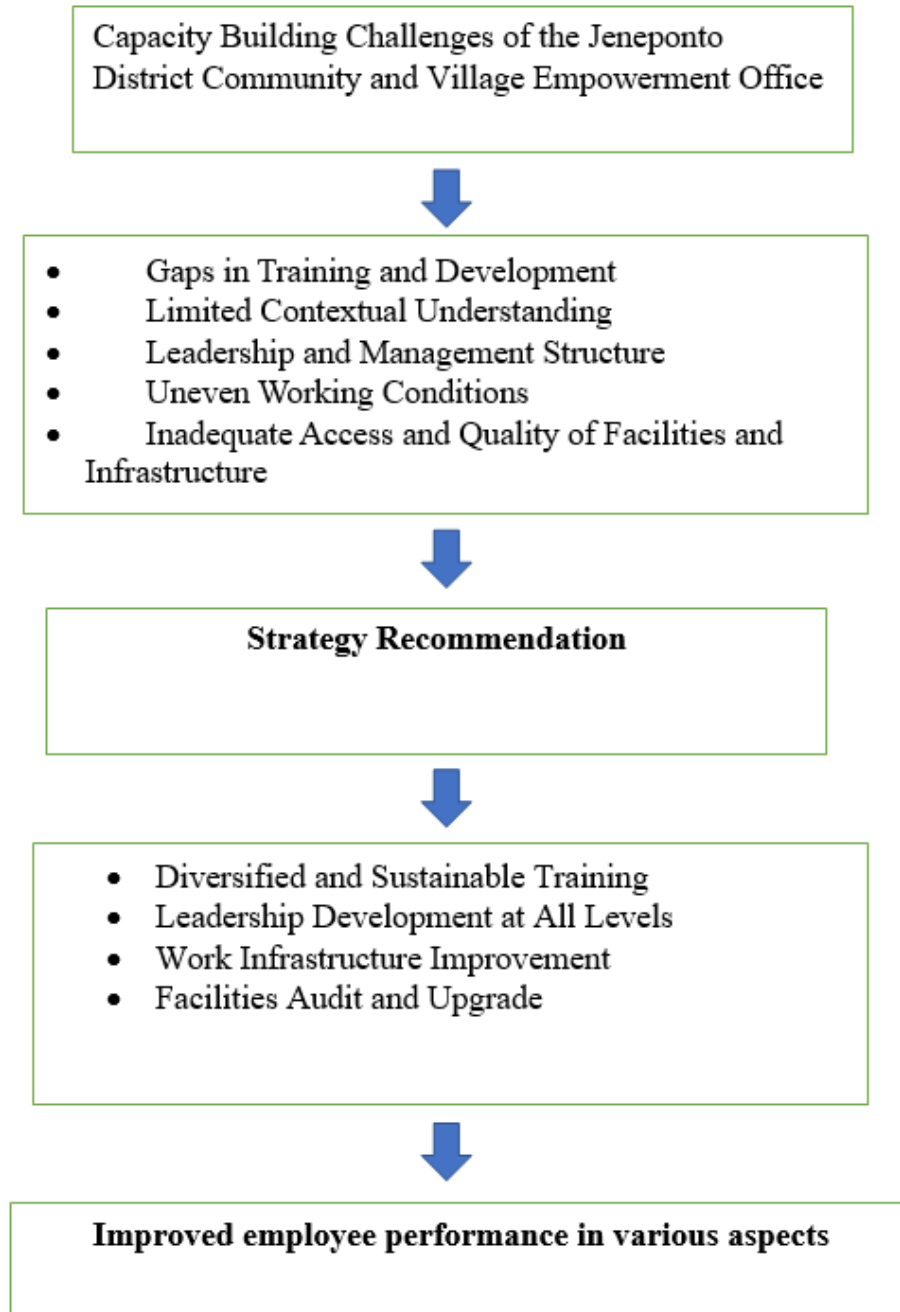 Capacity Building Challenges of the Jeneponto
District Community and Village Empowerment Office
• Gaps in Training and Development
• Limited Contextual Understanding
• Leadership and Management Structure
• Uneven Working Conditions
• Inadequate Access and Quality of Facilities and
Infrastructure
Strategy Recommendation
• Diversified and Sustainable Training
• Leadership Development at All Levels
• Work Infrastructure Improvement
• Facilities Audit and Upgrade
Improved employee performance in various aspects